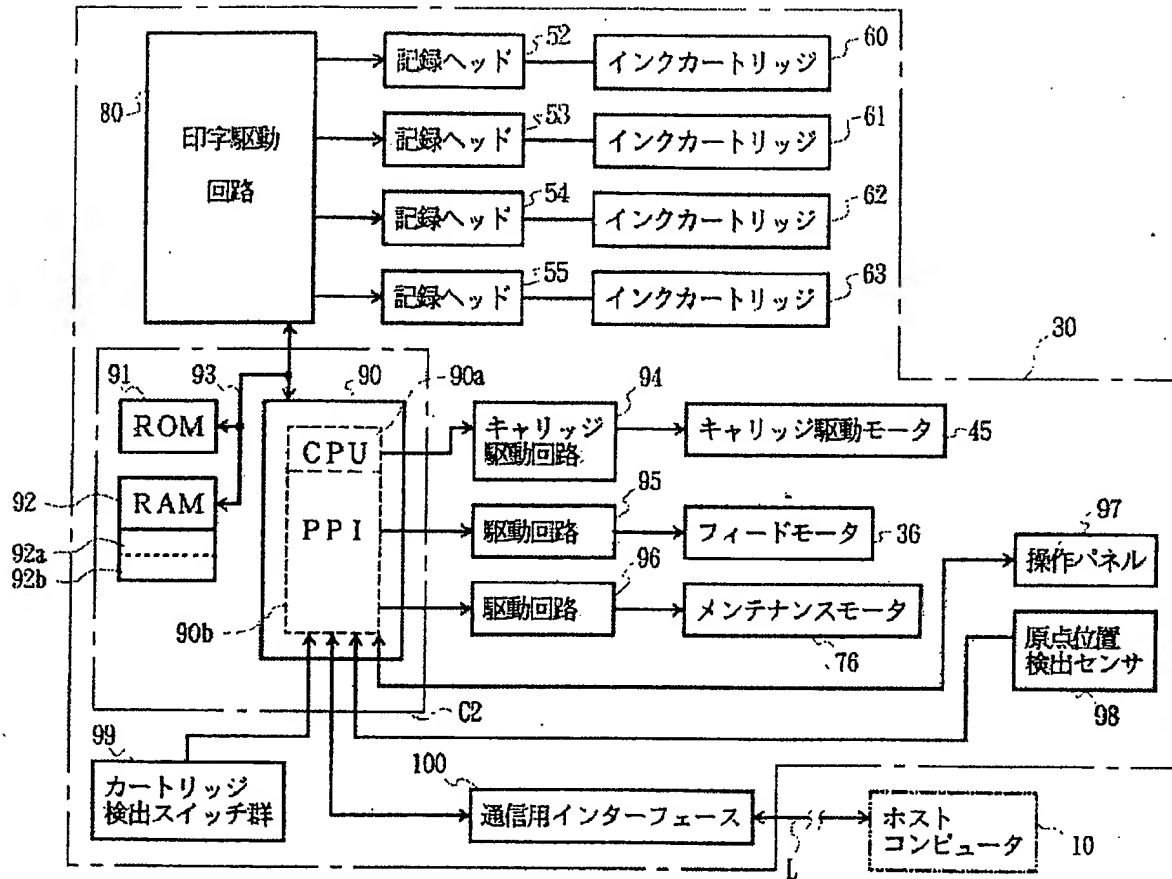 52
記録ヘッド
60
インクカートリッジ
80
印字駆動
回路
53
記録ヘッド
61
インクカートリッジ
54
記録ヘッド
62
インクカートリッジ
55
記録ヘッド
63
インクカートリッジ
30
91
93
90
90a
94
ROM
CPU
キャリッジ
駆動回路
キャリッジ駆動モータ
45
92
RAM
92a
92b
PPI
95
駆動回路
フィードモータ
36
97
操作パネル
96
90b
駆動回路
メンテナンスモータ
76
原点位置
検出センサ
98
C2
99
カートリッジ
検出スイッチ群
100
通信用インターフェース
L
ホスト
コンピュータ
10